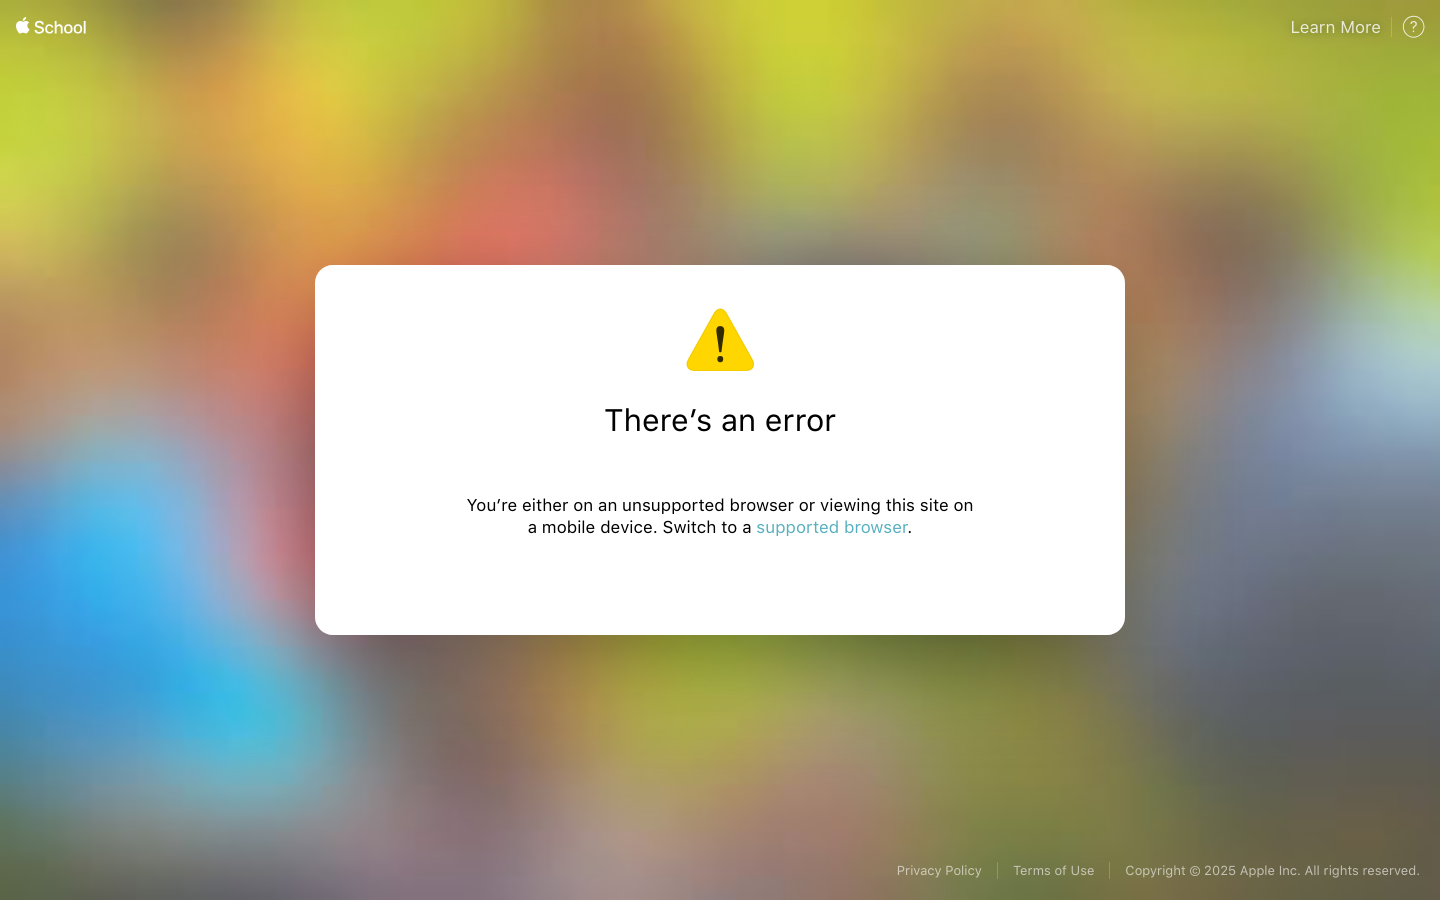 School
Learn More
?
There’s an error
You’re either on an unsupported browser or viewing this site on
a mobile device. Switch to a supported browser.
Privacy Policy
Terms of Use
Copyright © 2025 Apple Inc. All rights reserved.